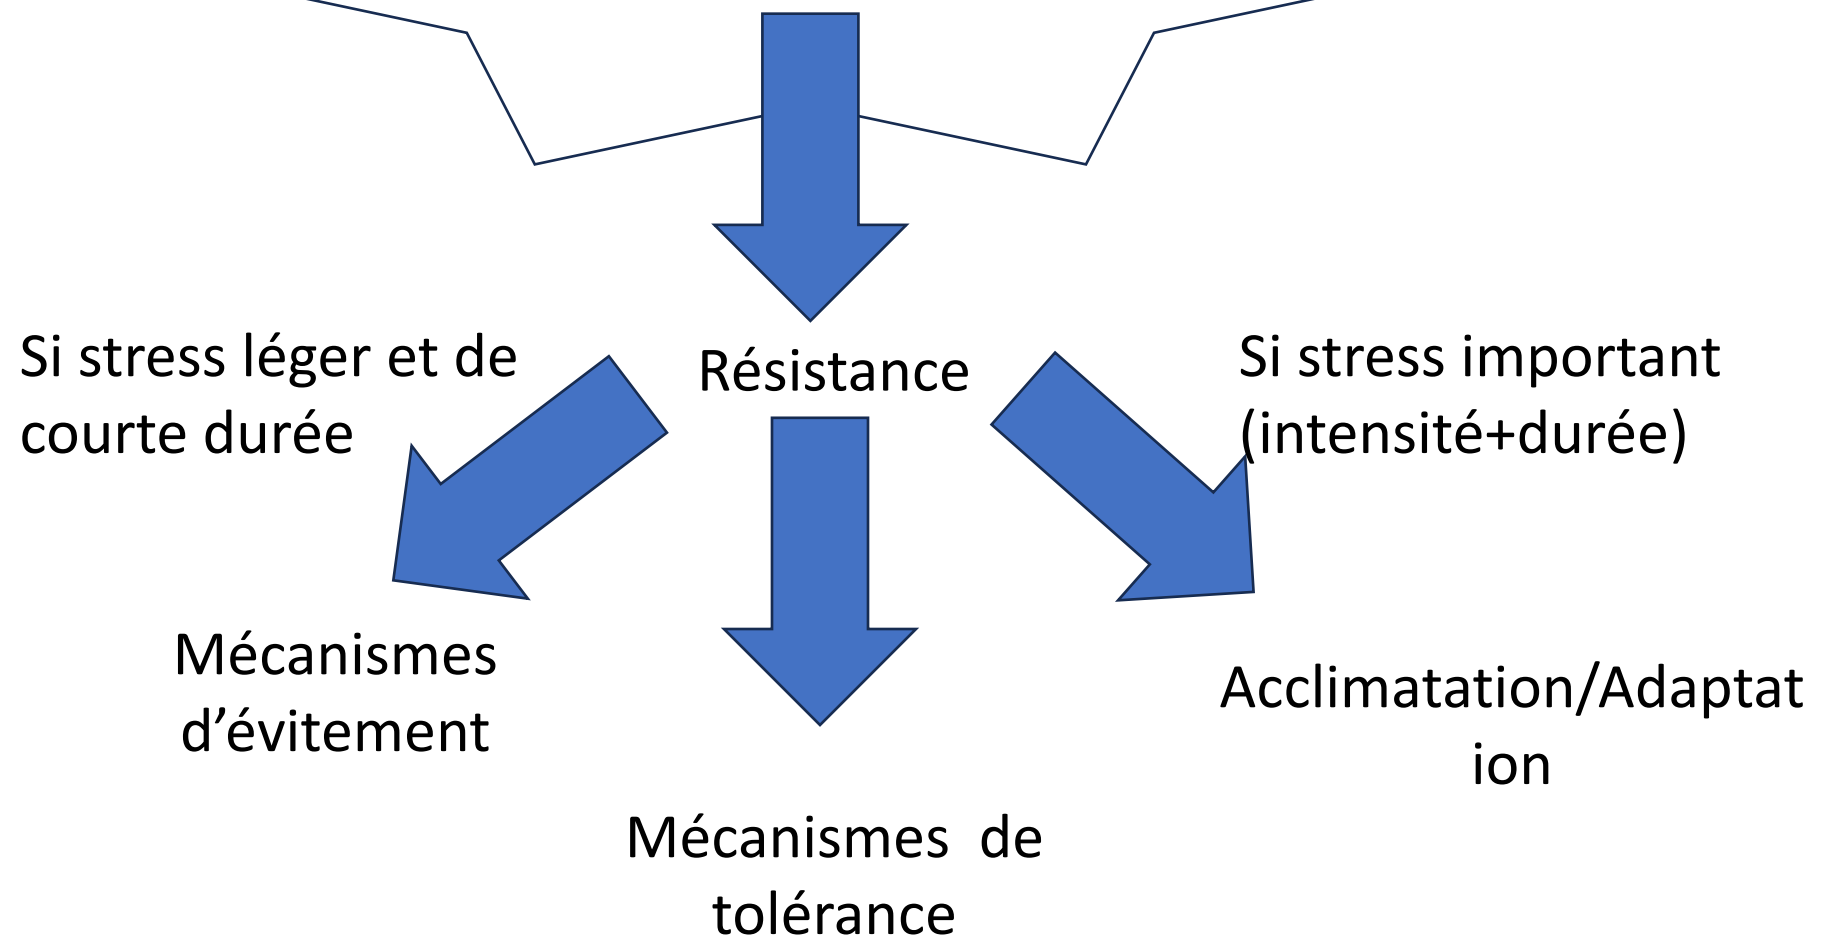 Si stress léger et de
courte durée
Résistance
Si stress important
(intensité+durée)
Mécanismes
d’évitement
Mécanismes  de
tolérance
Acclimatation/Adaptat
ion